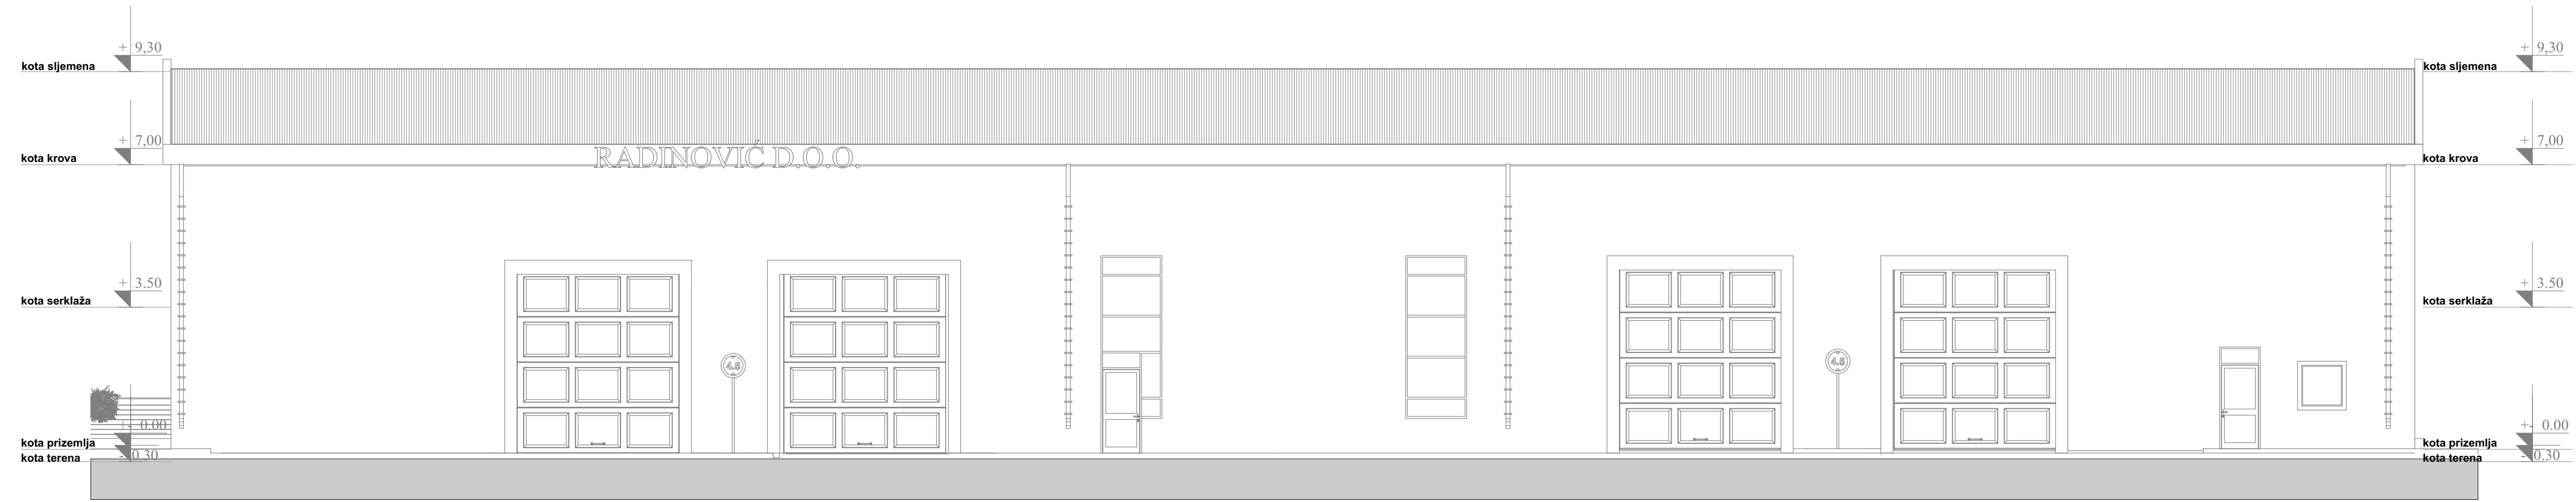 + 9,30
+ 9,30
kota sljemena
kota sljemena
+ 7,00
+ 7,00
kota krova
RADINOVIĆ D.O.O.
kota krova
+ 3.50
+ 3.50
kota serklaža
kota serklaža
4.5
4.5
+- 0.00
+- 0.00
kota prizemlja
kota prizemlja
kota terena
- 0.30
kota terena
- 0.30